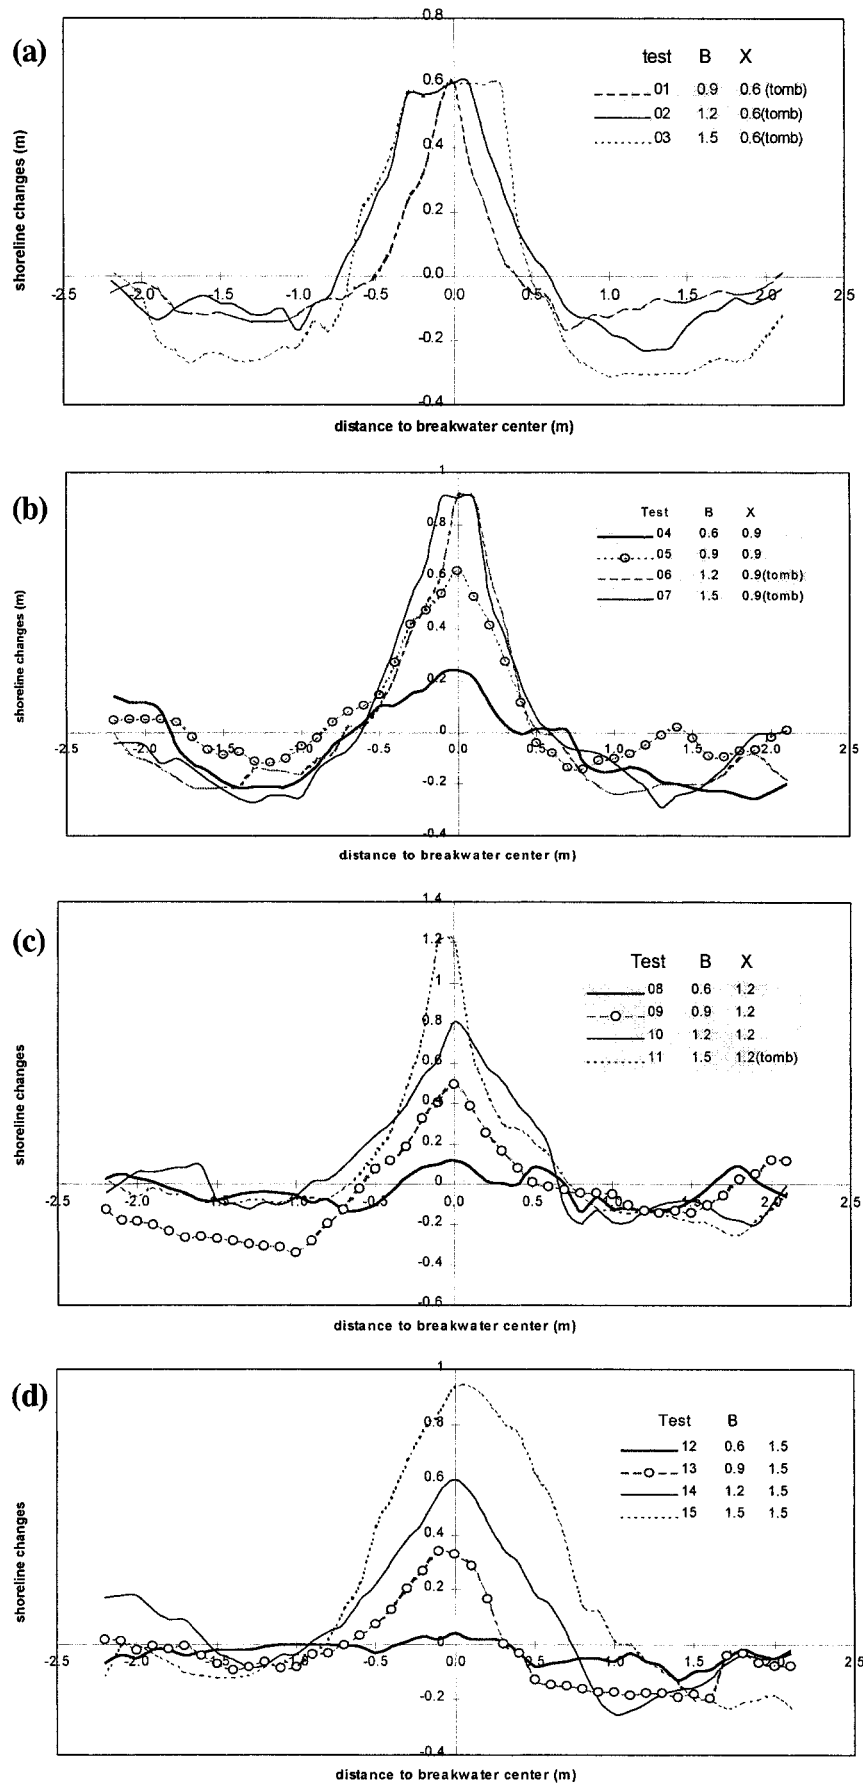 (a)
0.8
0.6
0.4
0.2
0.0
-0.2
-0.4
-2.5 -2.0 -1.5 -1.0 -0.5 0.0 0.5 1.0 1.5 2.0 2.5
shoreline changes (m)
distance to breakwater center (m)
test B X
01 0.9 0.6 (tomb)
02 1.2 0.6(tomb)
03 1.5 0.6(tomb)
(b)
1
0.8
0.6
0.4
0.2
0
-0.2
-0.4
-2.5 -2.0 -1.5 -1.0 -0.5 0.0 0.5 1.0 1.5 2.0 2.5
shoreline changes (m)
distance to breakwater center (m)
Test B X
04 0.6 0.9
05 0.9 0.9
06 1.2 0.9(tomb)
07 1.5 0.9(tomb)
(c)
1.4
1.2
1
0.8
0.6
0.4
0.2
0
-0.2
-0.4
-0.6
-2.5 -2.0 -1.5 -1.0 -0.5 0.0 0.5 1.0 1.5 2.0 2.5
shoreline changes
distance to breakwater center (m)
Test B X
08 0.6 1.2
09 0.9 1.2
10 1.2 1.2
11 1.5 1.2(tomb)
(d)
1
0.8
0.6
0.4
0.2
0
-0.2
-0.4
-2.5 -2.0 -1.5 -1.0 -0.5 0.0 0.5 1.0 1.5 2.0 2.5
shoreline changes
distance to breakwater center (m)
Test B
12 0.6 1.5
13 0.9 1.5
14 1.2 1.5
15 1.5 1.5